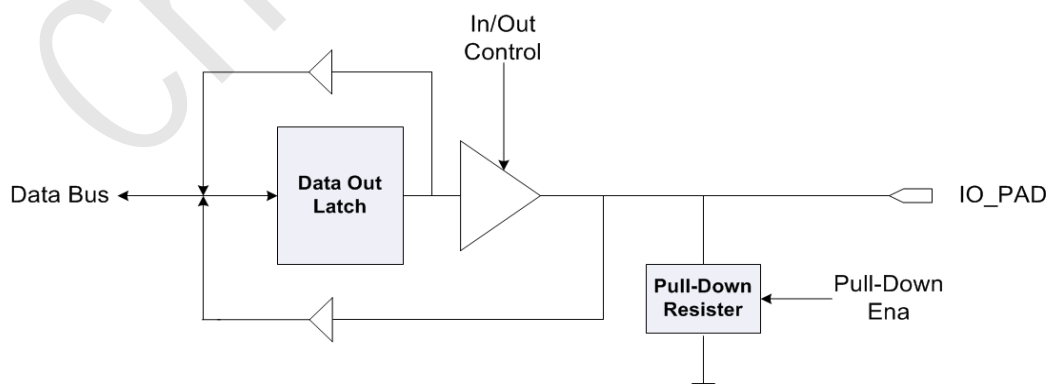 In/Out
Control
Data Bus
Data Out
Latch
IO_PAD
Pull-Down
Resister
Pull-Down
Ena